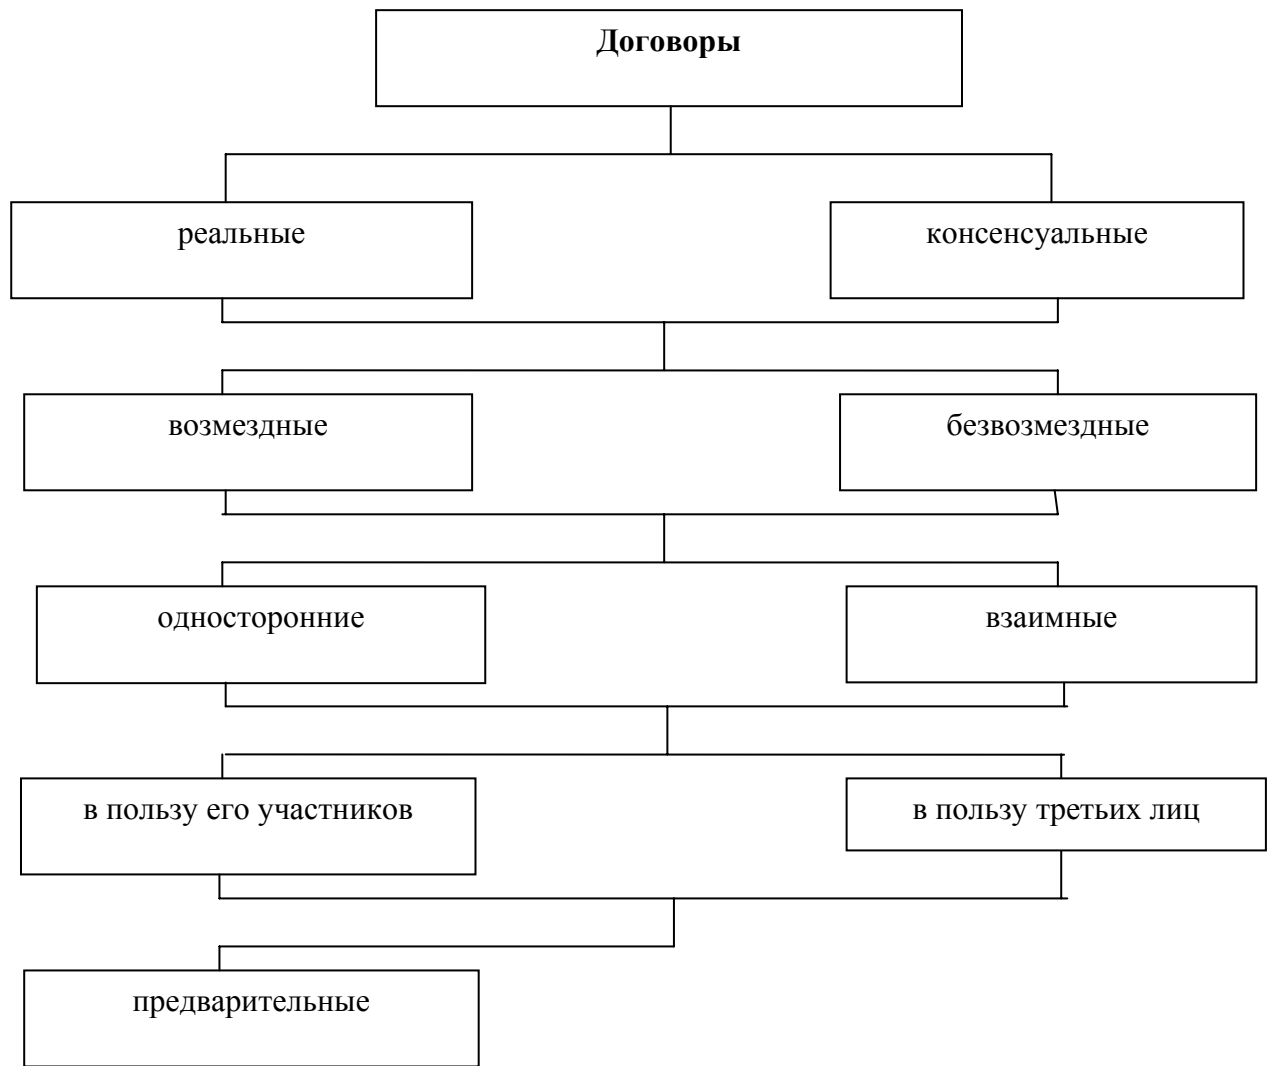 Договоры
реальные
консенсуальные
возмездные
безвозмездные
односторонние
взаимные
в пользу его участников
в пользу третьих лиц
предварительные